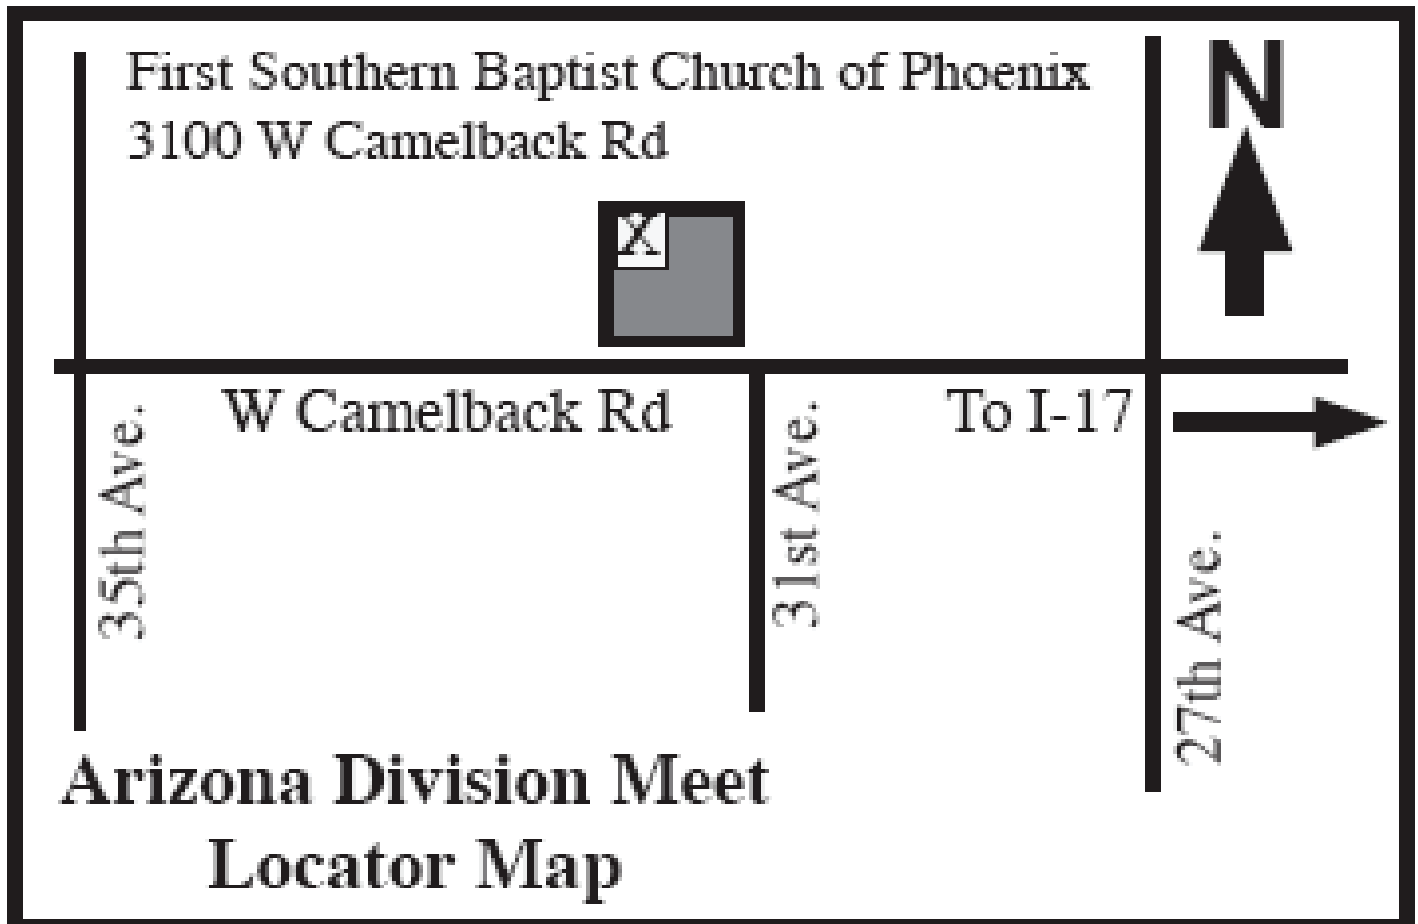 First Southern Baptist Church of Phoenix
3100 W Camelback Rd
N
X
W Camelback Rd
To I-17
35th Ave.
31st Ave.
27th Ave.
Arizona Division Meet
Locator Map